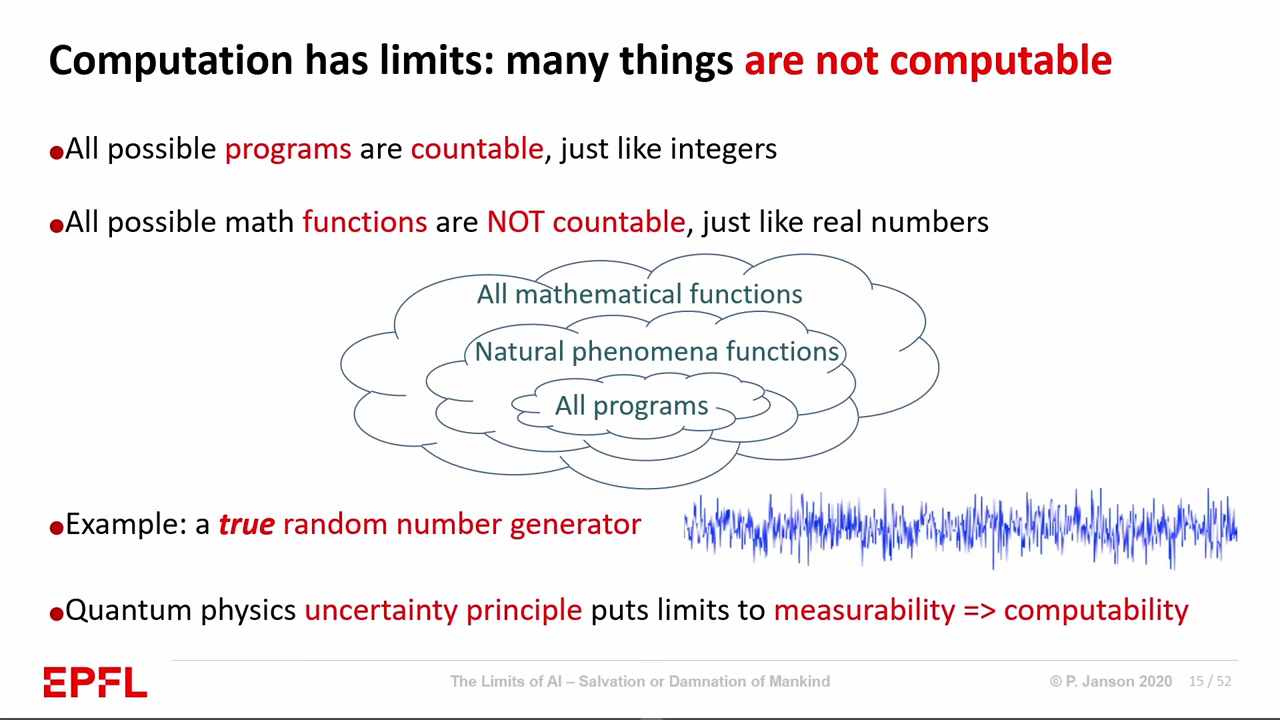 Computation has limits: many things are not computable
●All possible programs are countable, just like integers
●All possible math functions are NOT countable, just like real numbers
All mathematical functions
Natural phenomena functions
All programs
●Example: a true random number generator
●Quantum physics uncertainty principle puts limits to measurability => computability
EPFL
The Limits of AI – Salvation or Damnation of Mankind
© P. Janson 2020 15 / 52